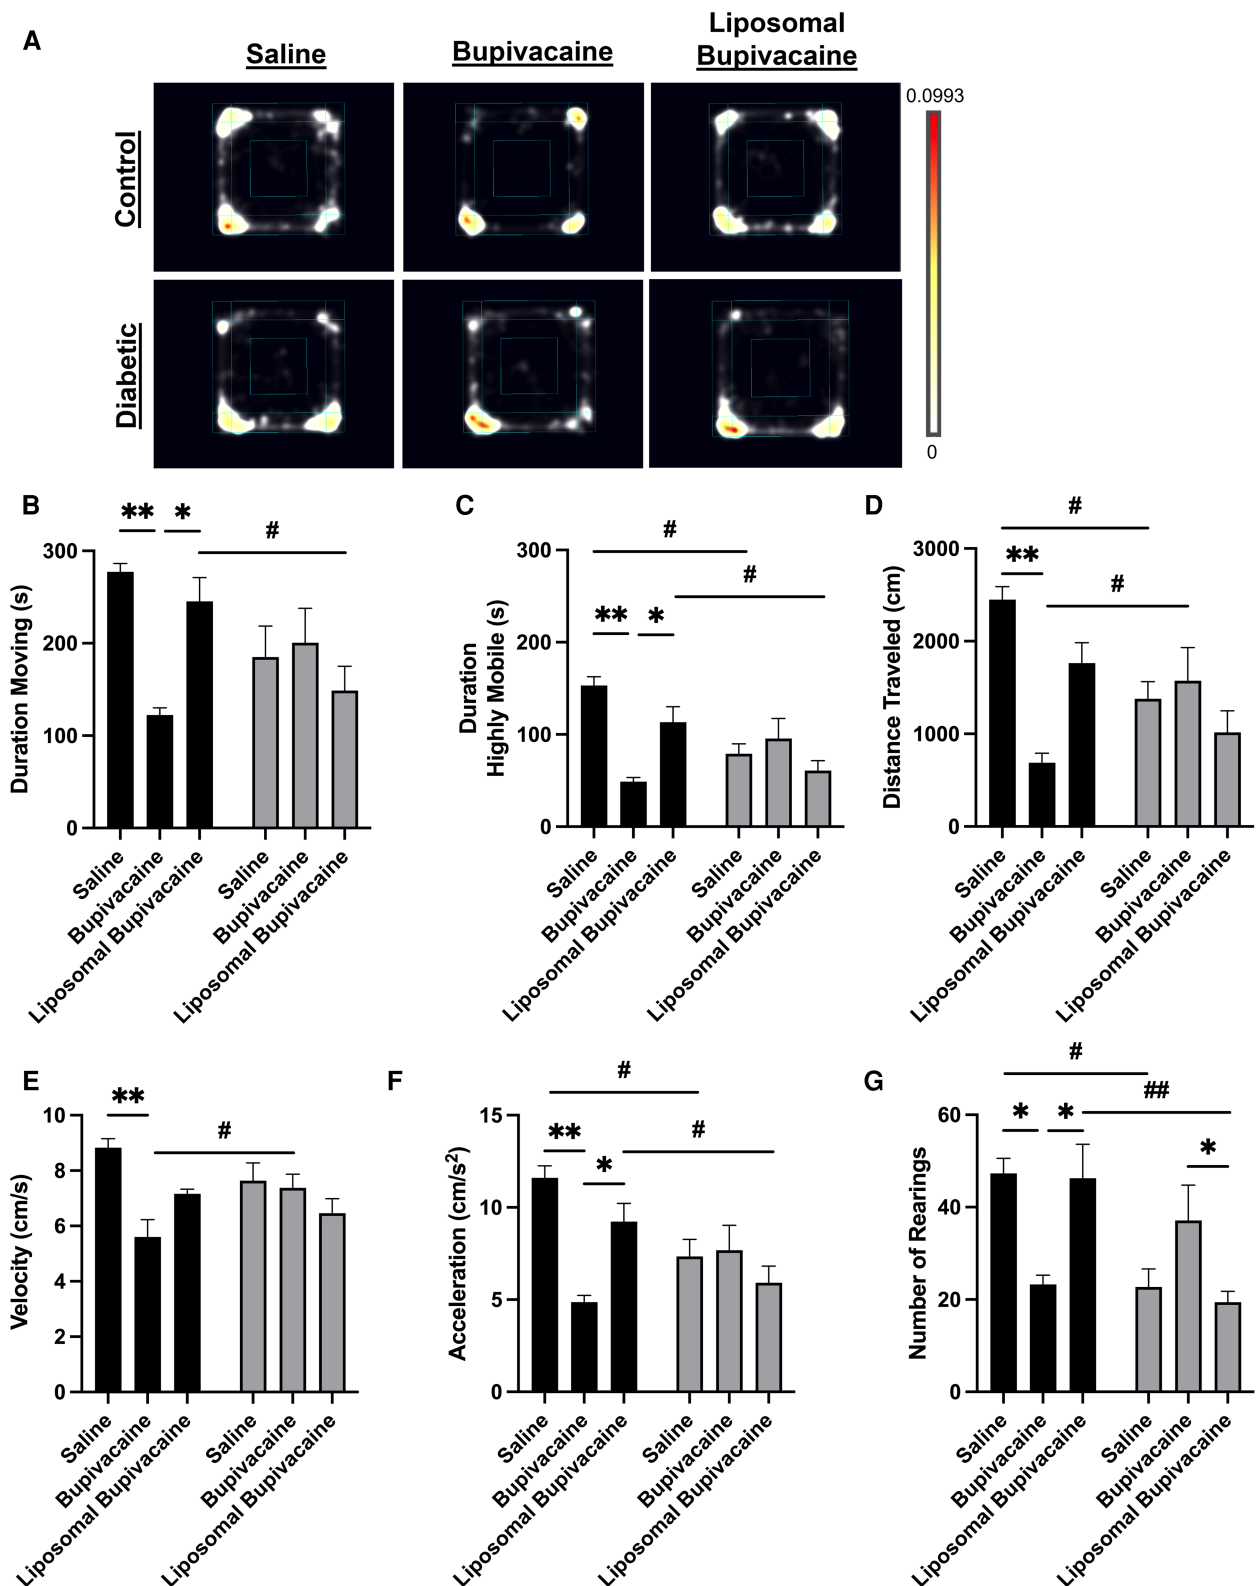 A
Saline
Bupivacaine
Liposomal
Bupivacaine
Control
Diabetic
0.0993
0
B
Duration Moving (s)
300
200
100
0
** * #
Saline
Bupivacaine
Liposomal Bupivacaine
Saline
Bupivacaine
Liposomal Bupivacaine
C
Duration
Highly Mobile (s)
300
200
100
0
#
#
** *
Saline
Bupivacaine
Liposomal Bupivacaine
Saline
Bupivacaine
Liposomal Bupivacaine
D
Distance Traveled (cm)
3000
2000
1000
0
#
**
#
Saline
Bupivacaine
Liposomal Bupivacaine
Saline
Bupivacaine
Liposomal Bupivacaine
E
Velocity (cm/s)
10
8
6
4
2
0
**
#
Saline
Bupivacaine
Liposomal Bupivacaine
Saline
Bupivacaine
Liposomal Bupivacaine
F
Acceleration (cm/s²)
15
10
5
0
#
** #
*
Saline
Bupivacaine
Liposomal Bupivacaine
Saline
Bupivacaine
Liposomal Bupivacaine
G
Number of Rearings
60
40
20
0
#
##
* *
*
Saline
Bupivacaine
Liposomal Bupivacaine
Saline
Bupivacaine
Liposomal Bupivacaine